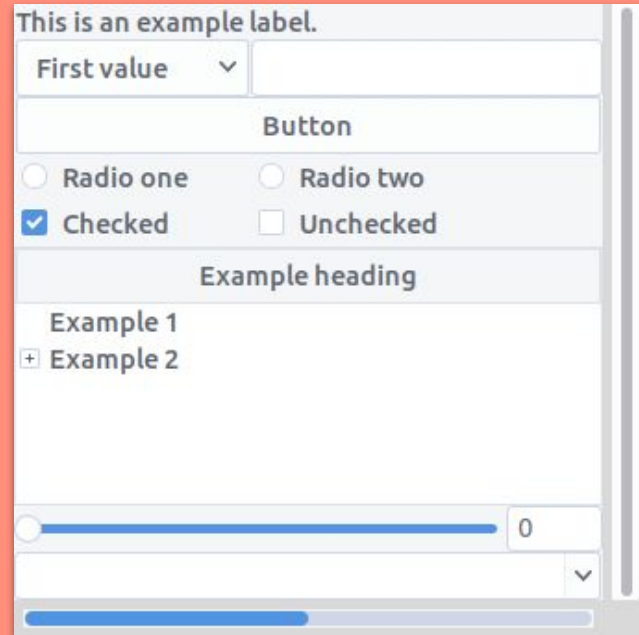 This is an example label.
First value
Button
Radio one Radio two
Checked Unchecked
Example heading
Example 1
Example 2
0